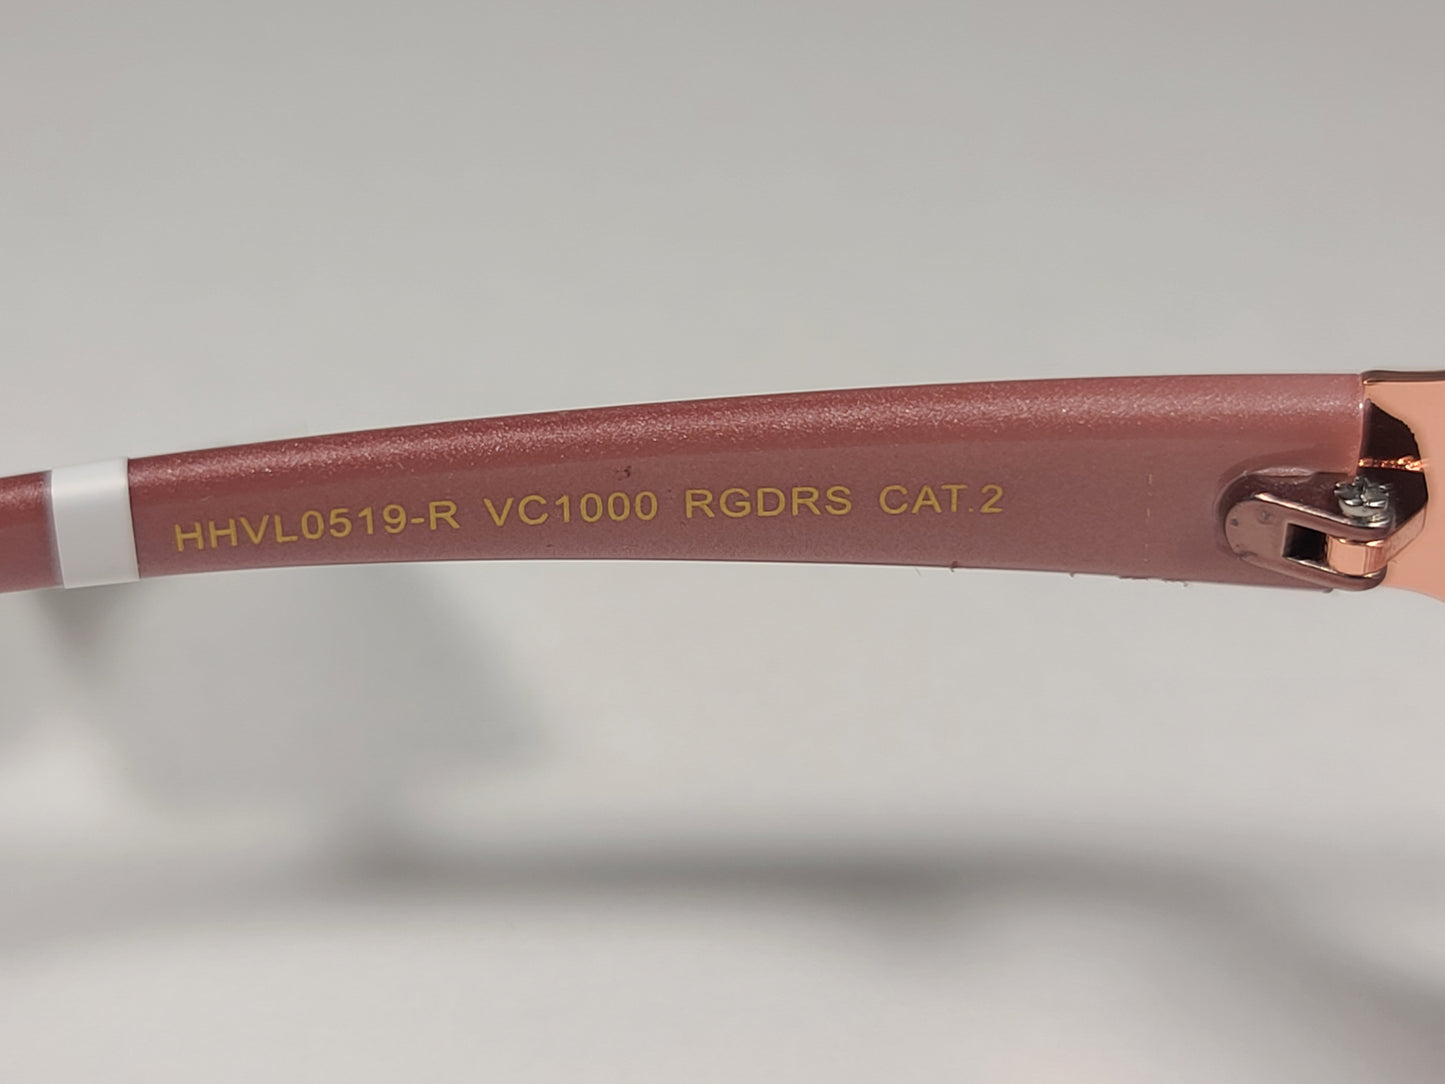 HHVL0519-R VC1000 RGDRS CAT.2